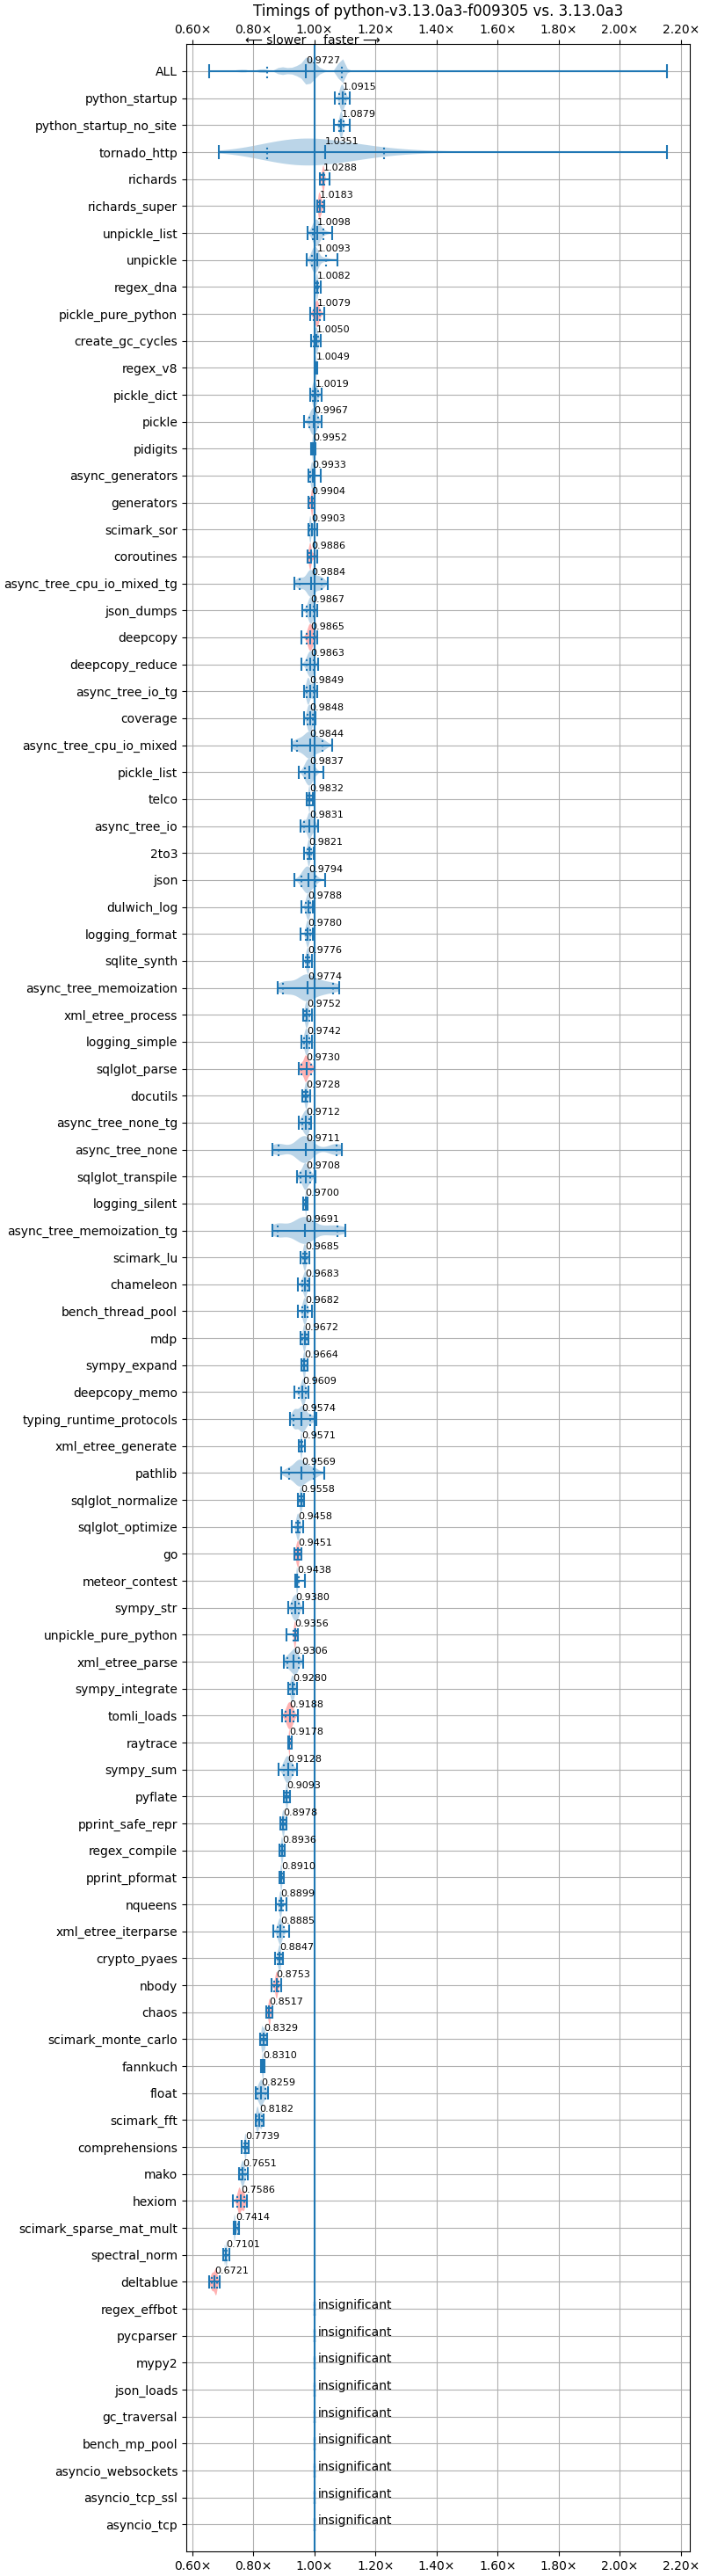 Timings of python-v3.13.0a3-f009305 vs. 3.13.0a3
0.60× 0.80× 1.00× 1.20× 1.40× 1.60× 1.80× 2.00× 2.20×
⟵ slower faster ⟶
ALL 0.9727
python_startup 1.0915
python_startup_no_site 1.0879
tornado_http 1.0351
richards 1.0288
richards_super 1.0183
unpickle_list 1.0098
unpickle 1.0093
regex_dna 1.0082
pickle_pure_python 1.0079
create_gc_cycles 1.0050
regex_v8 1.0049
pickle_dict 1.0019
pickle 0.9967
pidigits 0.9952
async_generators 0.9933
generators 0.9904
scimark_sor 0.9903
coroutines 0.9886
async_tree_cpu_io_mixed_tg 0.9884
json_dumps 0.9867
deepcopy 0.9865
deepcopy_reduce 0.9863
async_tree_io_tg 0.9849
coverage 0.9848
async_tree_cpu_io_mixed 0.9844
pickle_list 0.9837
telco 0.9832
async_tree_io 0.9831
2to3 0.9821
json 0.9794
dulwich_log 0.9788
logging_format 0.9780
sqlite_synth 0.9776
async_tree_memoization 0.9774
xml_etree_process 0.9752
logging_simple 0.9742
sqlglot_parse 0.9730
docutils 0.9728
async_tree_none_tg 0.9712
async_tree_none 0.9711
sqlglot_transpile 0.9708
logging_silent 0.9700
async_tree_memoization_tg 0.9691
scimark_lu 0.9685
chameleon 0.9683
bench_thread_pool 0.9682
mdp 0.9672
sympy_expand 0.9664
deepcopy_memo 0.9609
typing_runtime_protocols 0.9574
xml_etree_generate 0.9571
pathlib 0.9569
sqlglot_normalize 0.9558
sqlglot_optimize 0.9458
go 0.9451
meteor_contest 0.9438
sympy_str 0.9380
unpickle_pure_python 0.9356
xml_etree_parse 0.9306
sympy_integrate 0.9280
tomli_loads 0.9188
raytrace 0.9178
sympy_sum 0.9128
pyflate 0.9093
pprint_safe_repr 0.8978
regex_compile 0.8936
pprint_pformat 0.8910
nqueens 0.8899
xml_etree_iterparse 0.8885
crypto_pyaes 0.8847
nbody 0.8753
chaos 0.8517
scimark_monte_carlo 0.8329
fannkuch 0.8310
float 0.8259
scimark_fft 0.8182
comprehensions 0.7739
mako 0.7651
hexiom 0.7586
scimark_sparse_mat_mult 0.7414
spectral_norm 0.7101
deltablue 0.6721
regex_effbot insignificant
pycparser insignificant
mypy2 insignificant
json_loads insignificant
gc_traversal insignificant
bench_mp_pool insignificant
asyncio_websockets insignificant
asyncio_tcp_ssl insignificant
asyncio_tcp insignificant
0.60× 0.80× 1.00× 1.20× 1.40× 1.60× 1.80× 2.00× 2.20×